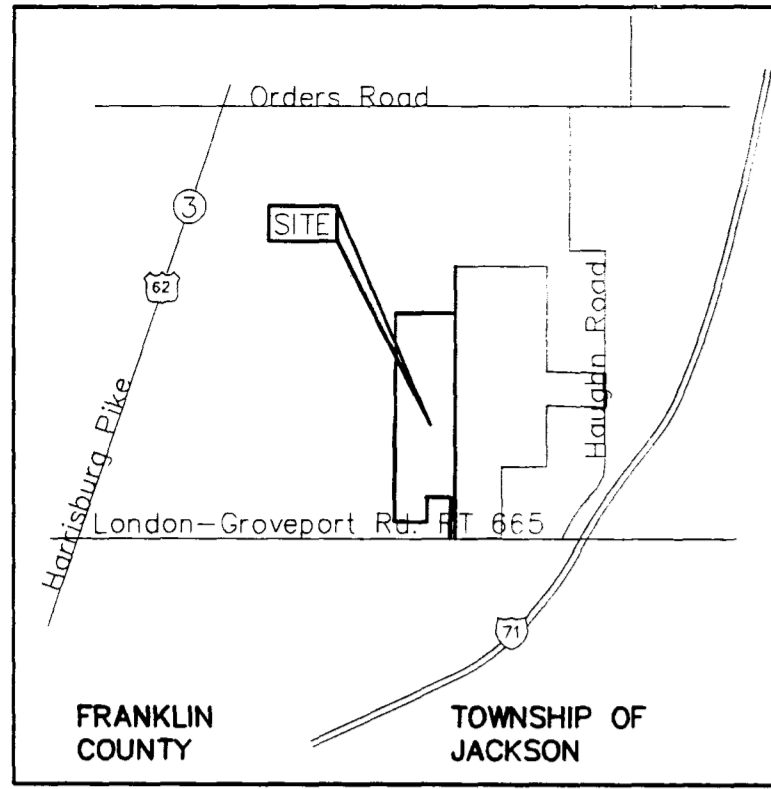 Orders Road
3
SITE
62
Haughn Road
Harrisburg Pike
London-Groveport Rd. RT 665
71
FRANKLIN
COUNTY
TOWNSHIP OF
JACKSON